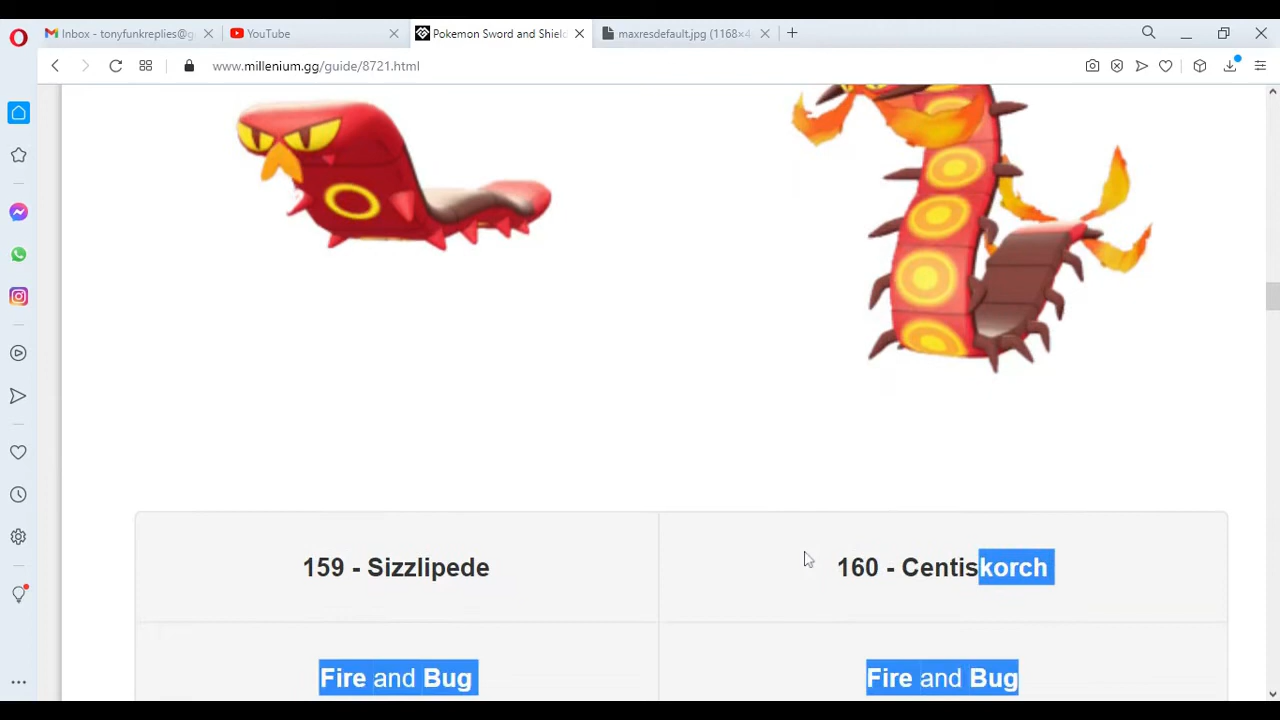 Inbox - tonyfunkreplies@g
YouTube
Pokemon Sword and Shield
maxresdefault.jpg (1168×4
www.millenium.gg/guide/8721.html
159 - Sizzlipede
160 - Centiskorch
Fire and Bug
Fire and Bug